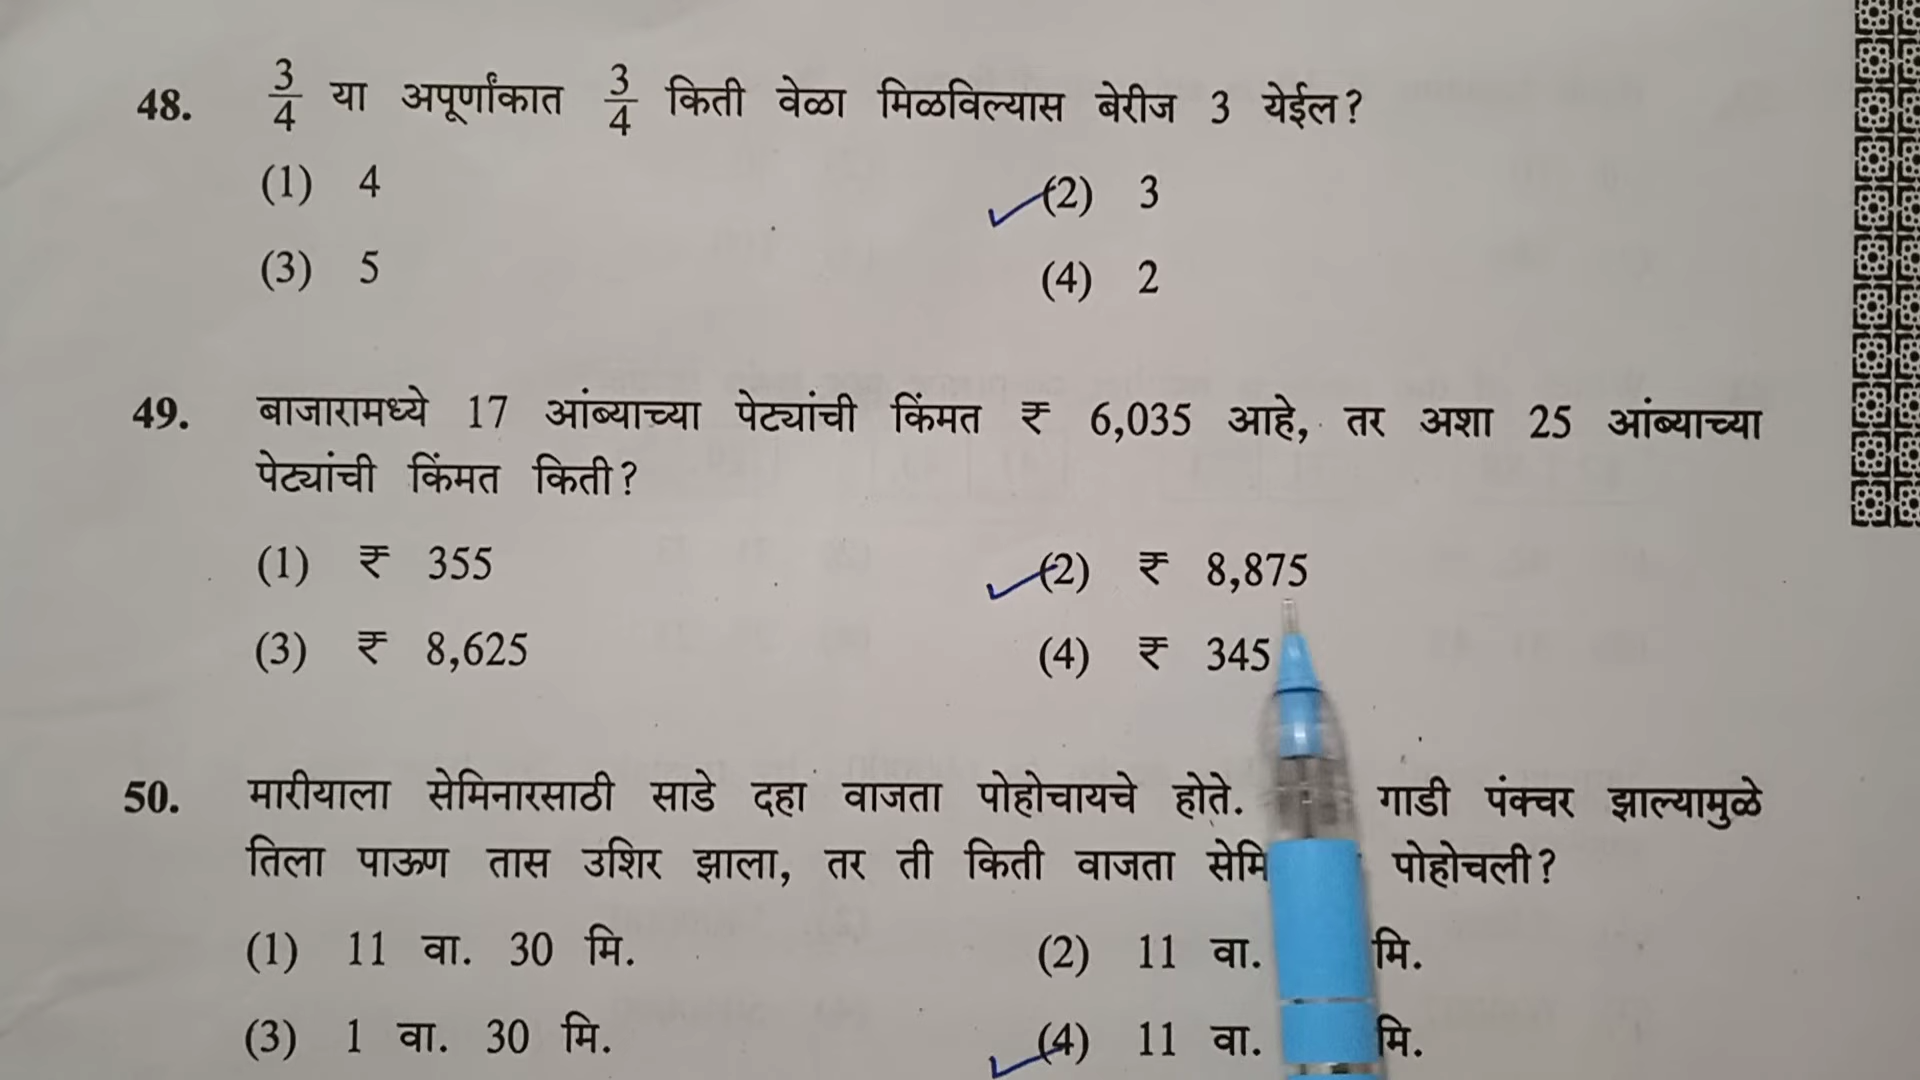 48. 3/4 या अपूर्णांकात 3/4 किती वेळा मिळविल्यास बेरीज 3 येईल?
(1) 4 (2) 3
(3) 5 (4) 2
49. बाजारामध्ये 17 आंब्याच्या पेट्यांची किंमत ₹ 6,035 आहे, तर अशा 25 आंब्याच्या
पेट्यांची किंमत किती?
(1) ₹ 355 (2) ₹ 8,875
(3) ₹ 8,625 (4) ₹ 345
50. मारीयाला सेमिनारसाठी साडे दहा वाजता पोहोचायचे होते. गाडी पंक्चर झाल्यामुळे
तिला पाऊण तास उशिर झाला, तर ती किती वाजता पोहोचली?
(1) 11 वा. 30 मि. (2) 11 वा. मि.
(3) 1 वा. 30 मि. (4) 11 वा. मि.